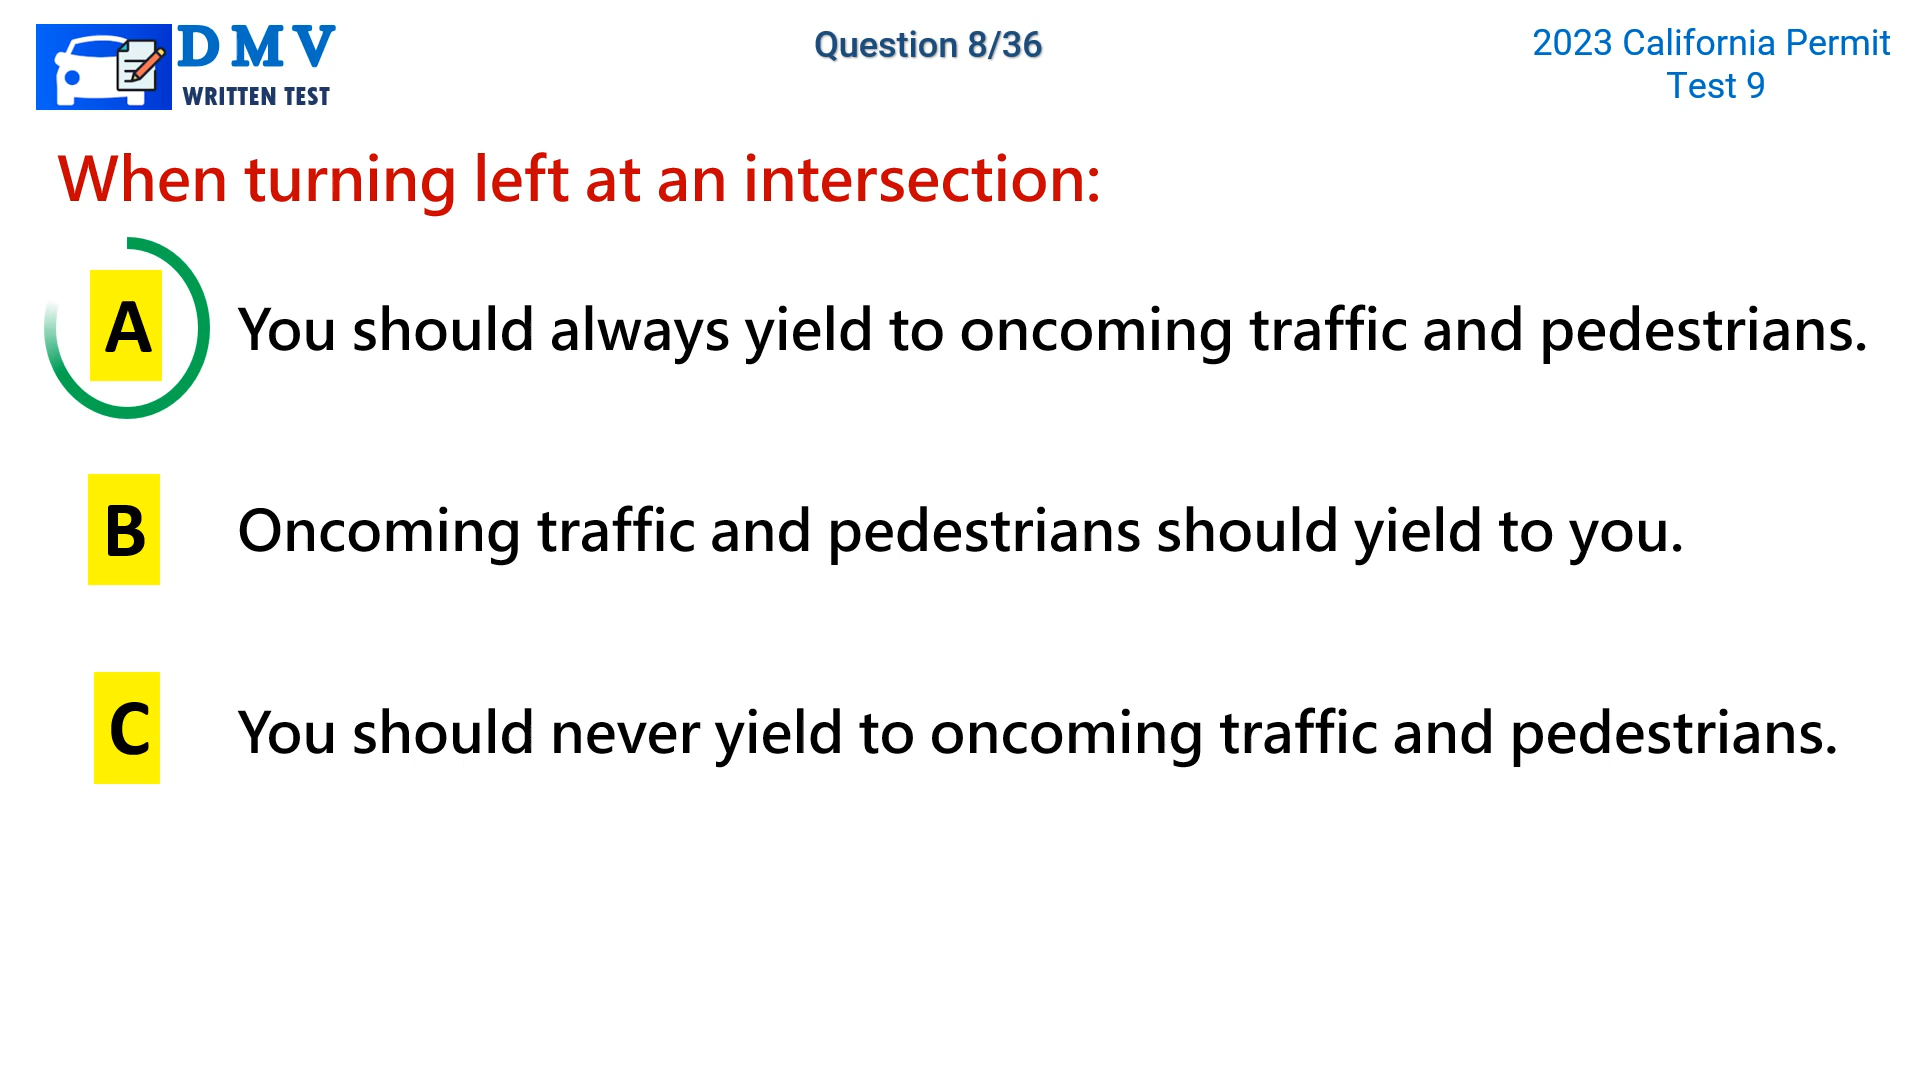 DMV
WRITTEN TEST
Question 8/36
2023 California Permit
Test 9
When turning left at an intersection:
A You should always yield to oncoming traffic and pedestrians.
B Oncoming traffic and pedestrians should yield to you.
C You should never yield to oncoming traffic and pedestrians.